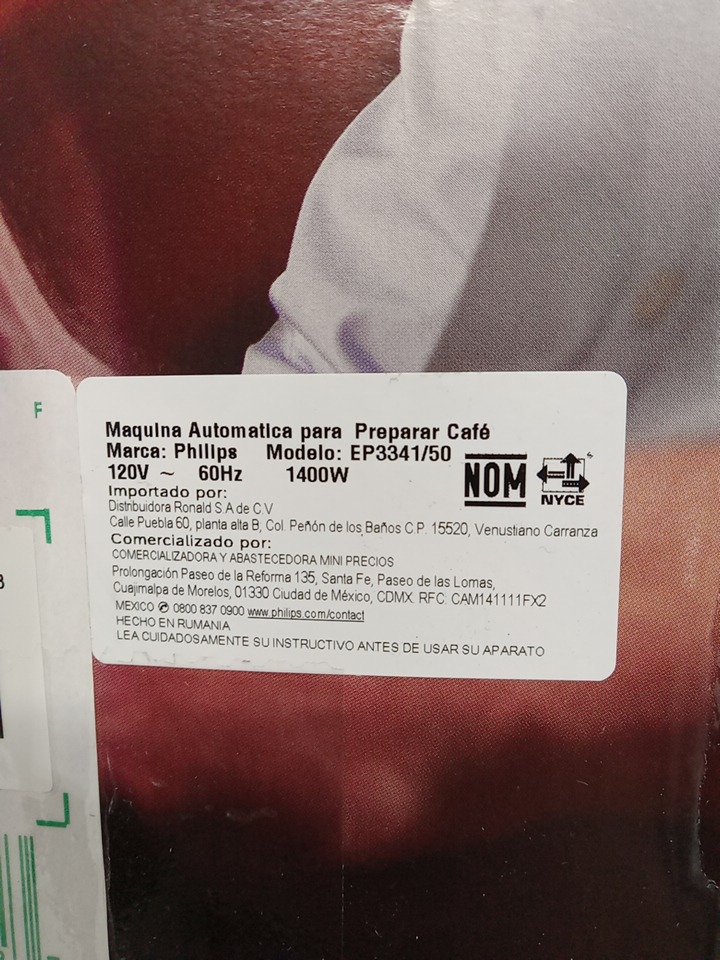 F
Maquina Automatica para Preparar Café
Marca: Philips Modelo: EP3341/50
120V ~ 60Hz 1400W
NOM
NYCE
Importado por:
Distribuidora Ronald S.A de C.V
Calle Puebla 60, planta alta B; Col. Peñón de los Baños C.P. 15520, Venustiano Carranza
Comercializado por:
COMERCIALIZADORA Y ABASTECEDORA MINI PRECIOS
Prolongación Paseo de la Reforma 135, Santa Fe, Paseo de las Lomas,
Cuajimalpa de Morelos, 01330 Ciudad de México, CDMX. RFC: CAM141111FX2
MEXICO ✆ 0800 837 0900 www.philips.com/contact
HECHO EN RUMANIA
LEA CUIDADOSAMENTE SU INSTRUCTIVO ANTES DE USAR SU APARATO